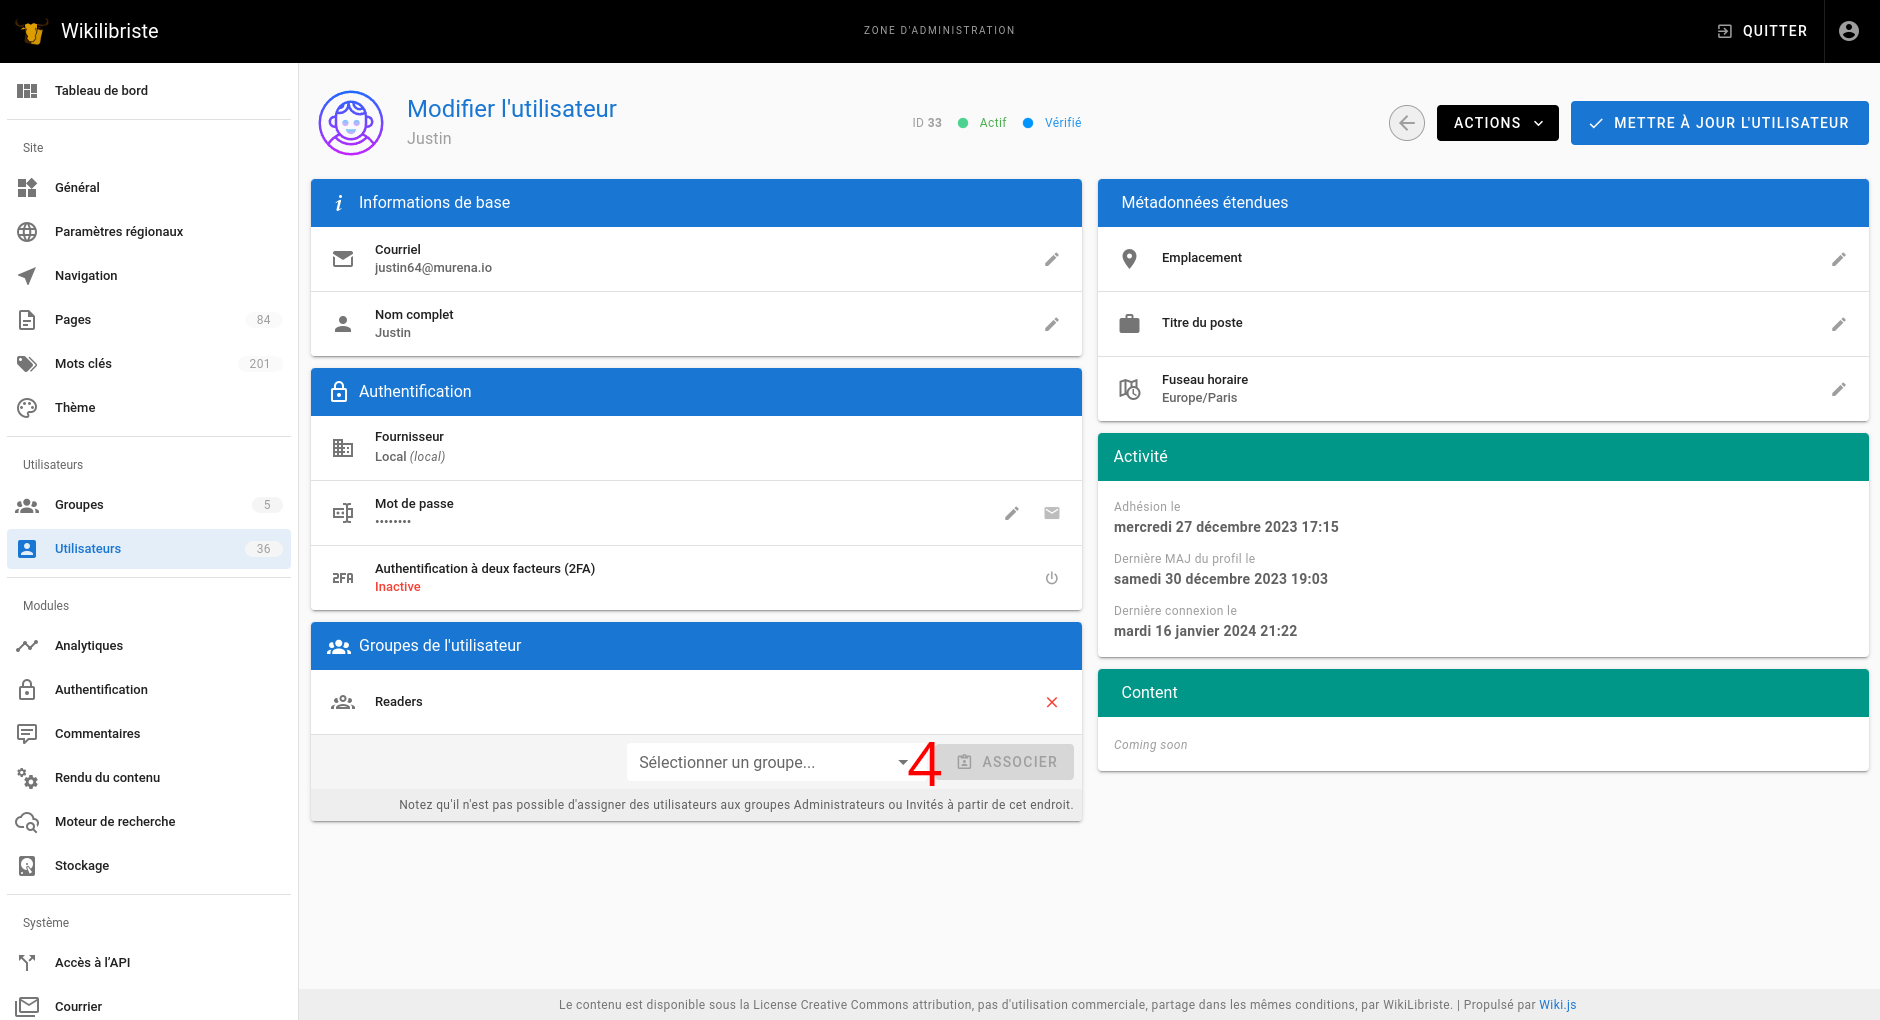 Wikilibriste
ZONE D'ADMINISTRATION
QUITTER
Tableau de bord
Site
Général
Paramètres régionaux
Navigation
Pages 84
Mots clés 201
Thème
Utilisateurs
Groupes 5
Utilisateurs 36
Modules
Analytiques
Authentification
Commentaires
Rendu du contenu
Moteur de recherche
Stockage
Système
Accès à l'API
Courrier
Modifier l'utilisateur
Justin
ID 33 Actif Vérifié
ACTIONS
METTRE À JOUR L'UTILISATEUR
Informations de base
Courriel
justin64@murena.io
Nom complet
Justin
Authentification
Fournisseur
Local (local)
Mot de passe
••••••••
2FA
Authentification à deux facteurs (2FA)
Inactive
Groupes de l'utilisateur
Readers
Sélectionner un groupe...
4
ASSOCIER
Notez qu'il n'est pas possible d'assigner des utilisateurs aux groupes Administrateurs ou Invités à partir de cet endroit.
Métadonnées étendues
Emplacement
Titre du poste
Fuseau horaire
Europe/Paris
Activité
Adhésion le
mercredi 27 décembre 2023 17:15
Dernière MAJ du profil le
samedi 30 décembre 2023 19:03
Dernière connexion le
mardi 16 janvier 2024 21:22
Content
Coming soon
Le contenu est disponible sous la License Creative Commons attribution, pas d'utilisation commerciale, partage dans les mêmes conditions, par WikiLibriste. | Propulsé par Wiki.js